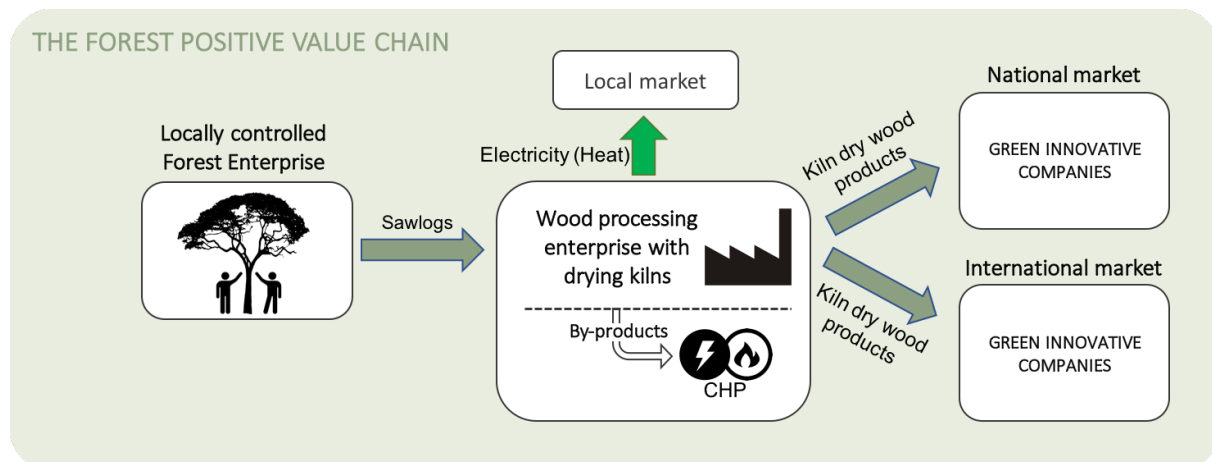 THE FOREST POSITIVE VALUE CHAIN
Locally controlled
Forest Enterprise
Sawlogs
Local market
Electricity (Heat)
Wood processing
enterprise with
drying kilns
By-products
CHP
Kiln dry wood
products
National market
GREEN INNOVATIVE
COMPANIES
Kiln dry wood
products
International market
GREEN INNOVATIVE
COMPANIES